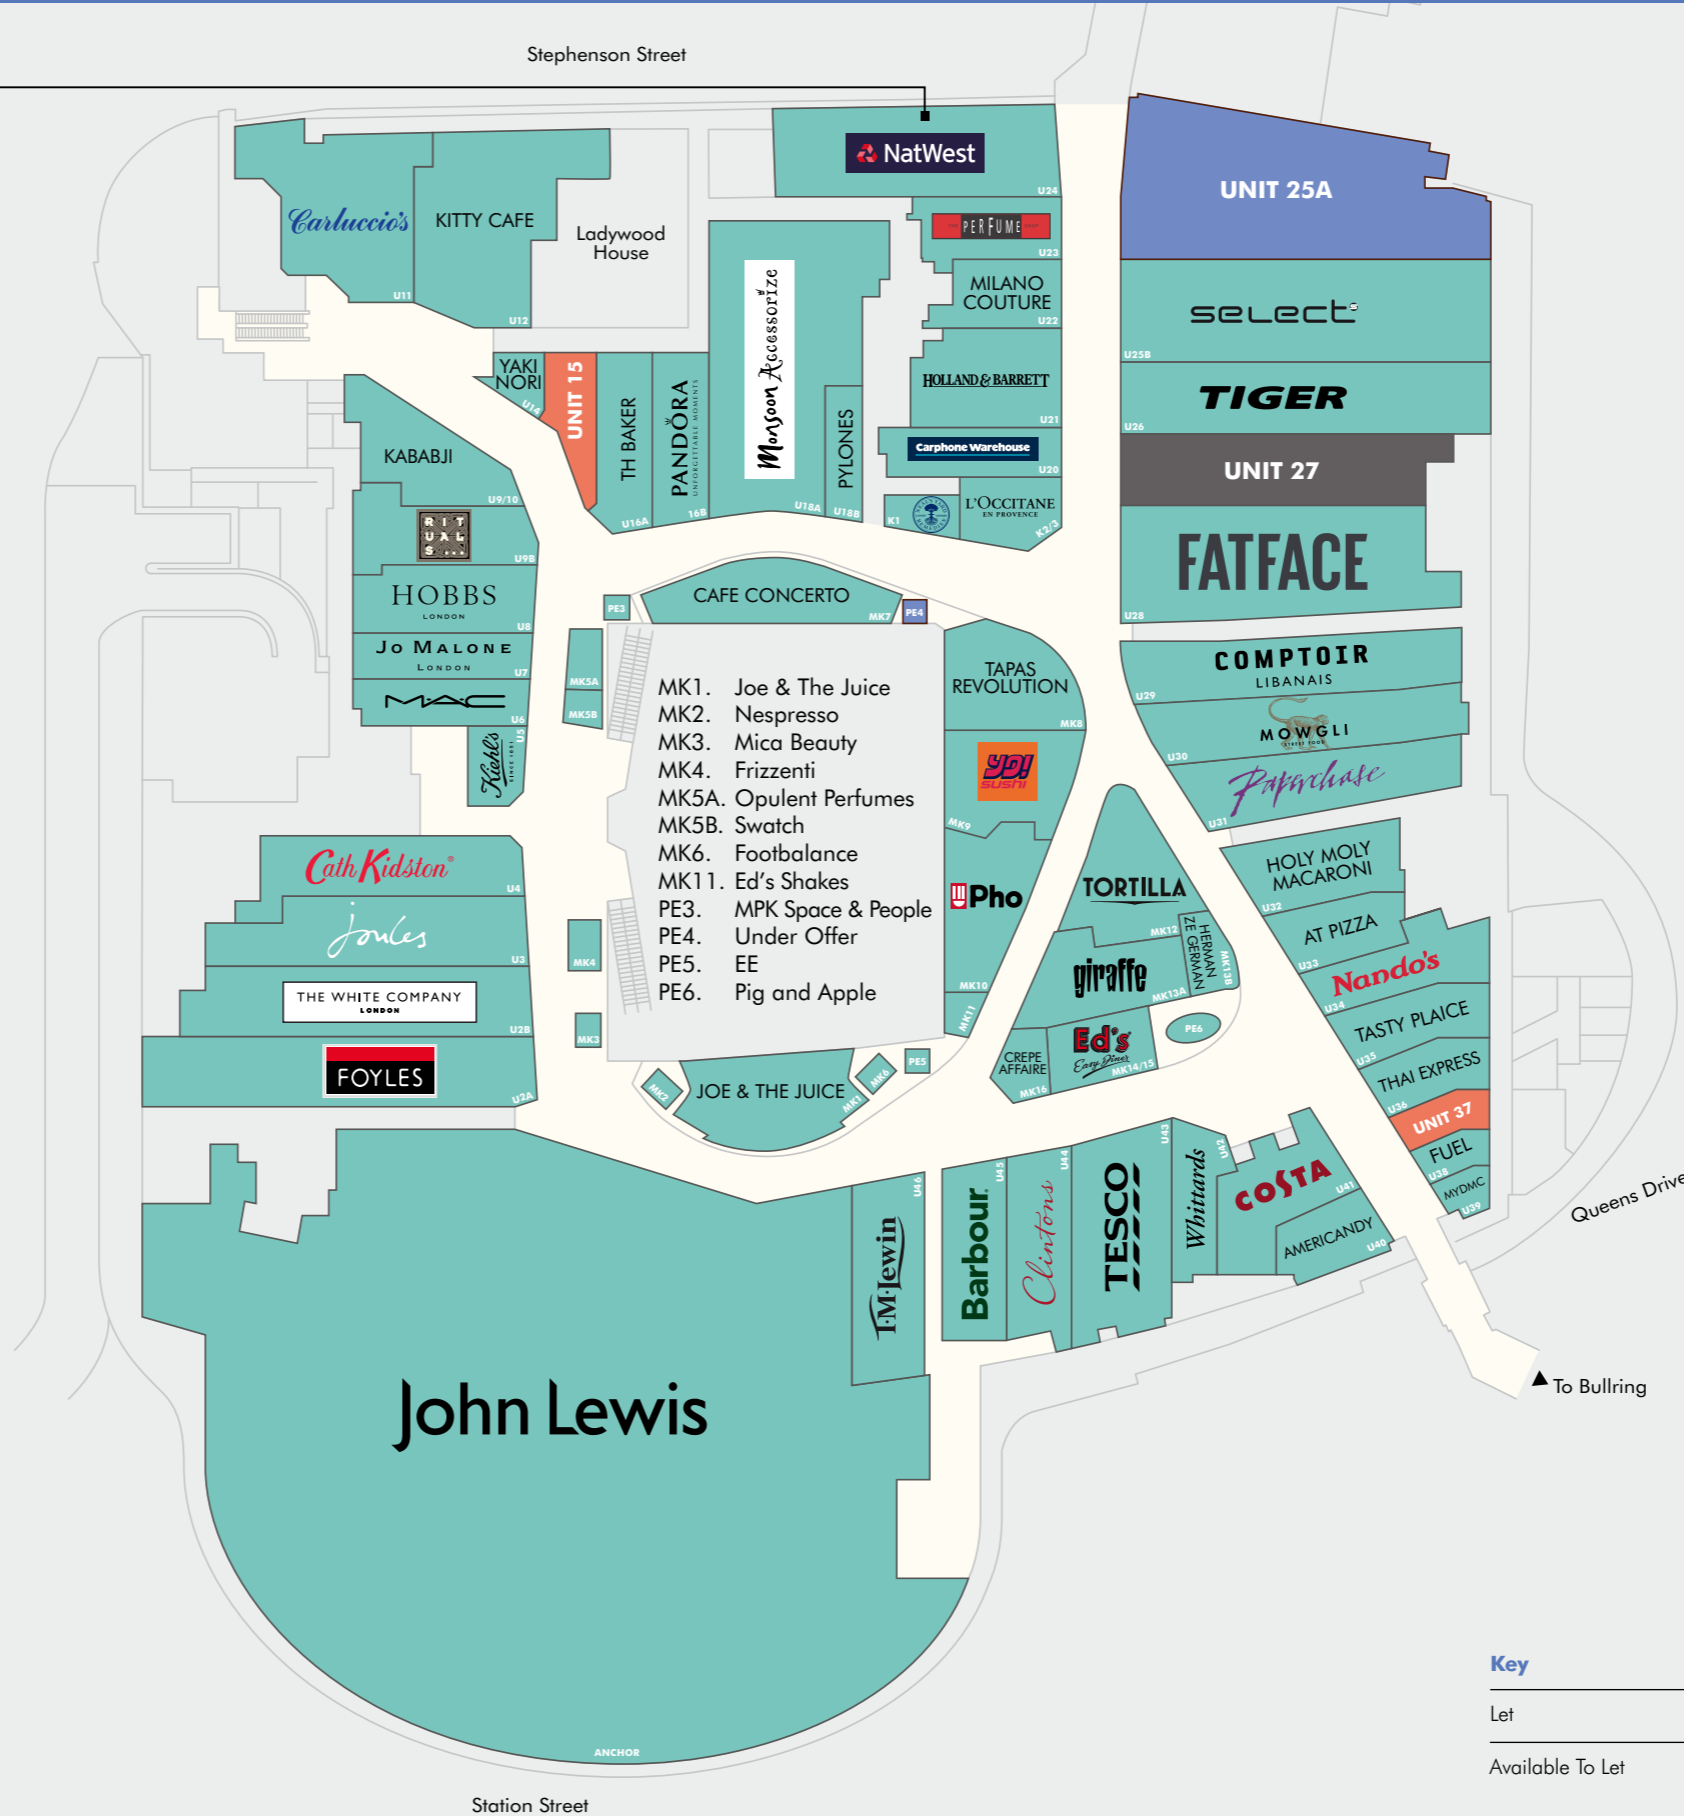 Stephenson Street
NatWest
U24
UNIT 25A
Carluccio's
U11
KITTY CAFE
U12
Ladywood
House
PERFUME
U23
MILANO
COUTURE
U22
select
U25B
Monsoon Accessorize
U18A
HOLLAND & BARRETT
U21
TIGER
U26
YAKI
NORI
U14
UNIT 15
TH BAKER
U16A
PANDORA
UNFORGETTABLE MOMENTS
16B
PYLONES
U18B
Carphone Warehouse
U20
UNIT 27
KABABJI
U9/10
K1
L'OCCITANE
EN PROVENCE
K2/3
RITUALS...
U9B
FATFACE
U28
HOBBS
LONDON
U8
CAFE CONCERTO
MK7
PE3
PE4
JO MALONE
LONDON
U7
MAC
U6
MK5A
MK5B
TAPAS
REVOLUTION
MK8
COMPTOIR
LIBANAIS
U29
MOWGLI
STREET FOOD
U30
Kiehl's
SINCE 1851
U5
MK1. Joe & The Juice
MK2. Nespresso
MK3. Mica Beauty
MK4. Frizzenti
MK5A. Opulent Perfumes
MK5B. Swatch
MK6. Footbalance
MK11. Ed's Shakes
PE3. MPK Space & People
PE4. Under Offer
PE5. EE
PE6. Pig and Apple
YO!
SUSHI
MK9
Paperchase
U31
Cath Kidston®
U4
HOLY MOLY
MACARONI
U32
Pho
MK10
TORTILLA
MK12
HERMAN
ZE GERMAN
MK13B
AT PIZZA
U33
Joules
U3
MK4
giraffe
MK13A
Nando's
U34
THE WHITE COMPANY
LONDON
U2B
MK3
MK11
PE6
TASTY PLAICE
U35
FOYLES
U2A
MK2
JOE & THE JUICE
MK1
MK6
PE5
CREPE
AFFAIRE
MK16
Ed's
Easy Diner
MK14/15
THAI EXPRESS
U36
UNIT 37
FUEL
U38
MYDMC
U39
Queens Drive
T·M·Lewin
U46
Barbour
U45
Clintons
U44
TESCO
U43
Whittards
U42
COSTA
U41
AMERICANDY
U40
To Bullring
John Lewis
ANCHOR
Station Street
Key
Let
Available To Let